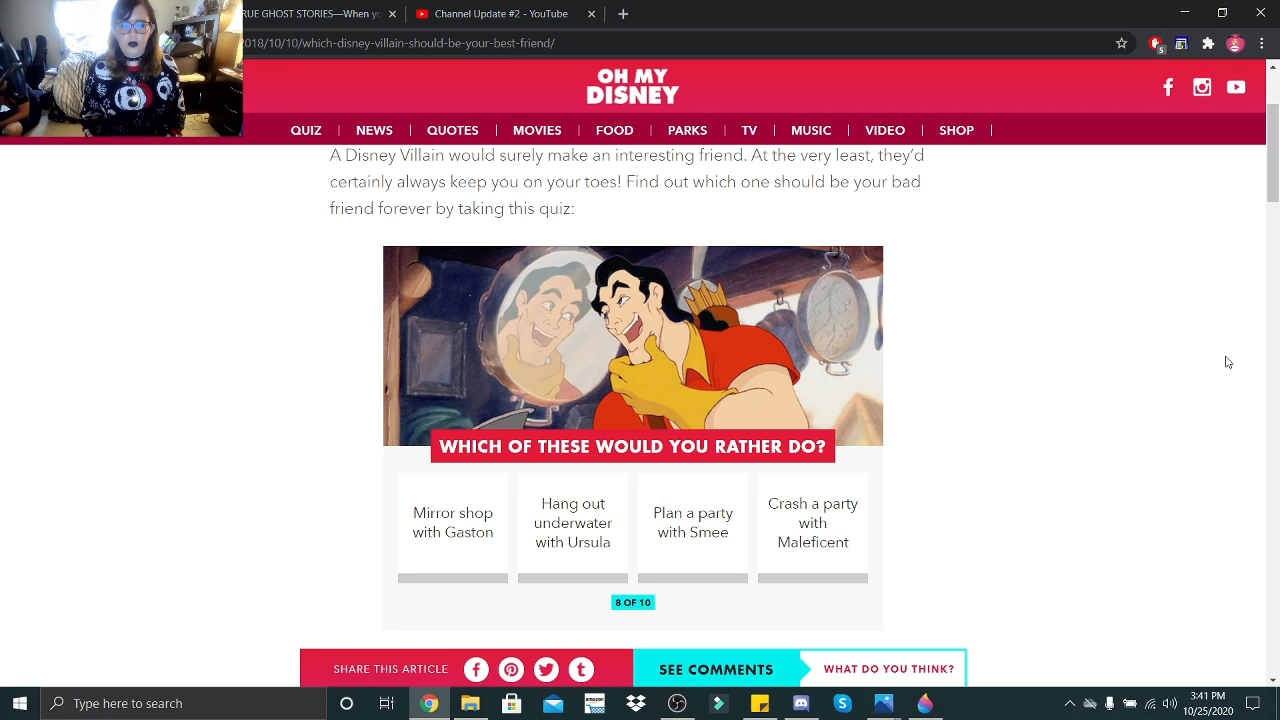 RUE GHOST STORIES—When yo
Channel Update #2 - YouTube
2018/10/10/which-disney-villain-should-be-your-best-friend/
5
OH MY
DISNEY
QUIZ
NEWS
QUOTES
MOVIES
FOOD
PARKS
TV
MUSIC
VIDEO
SHOP
A Disney Villain would surely make an interesting friend. At the very least, they’d
certainly always keep you on your toes! Find out which one should be your bad
friend forever by taking this quiz:
WHICH OF THESE WOULD YOU RATHER DO?
Mirror shop
with Gaston
Hang out
underwater
with Ursula
Plan a party
with Smee
Crash a party
with
Maleficent
8 OF 10
SHARE THIS ARTICLE
SEE COMMENTS
WHAT DO YOU THINK?
Type here to search
amazon
3:41 PM
10/25/2020